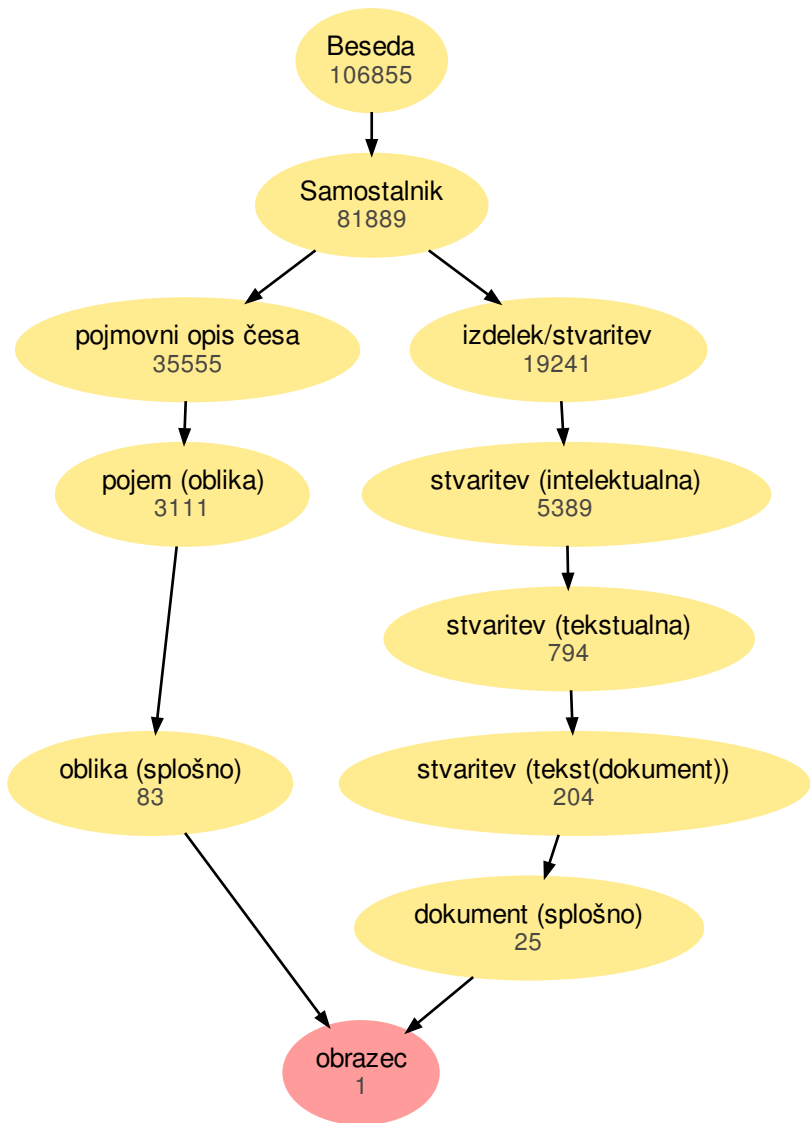 Beseda
106855
Samostalnik
81889
pojmovni opis česa
35555
izdelek/stvaritev
19241
pojem (oblika)
3111
stvaritev (intelektualna)
5389
stvaritev (tekstualna)
794
oblika (splošno)
83
stvaritev (tekst(dokument))
204
dokument (splošno)
25
obrazec
1